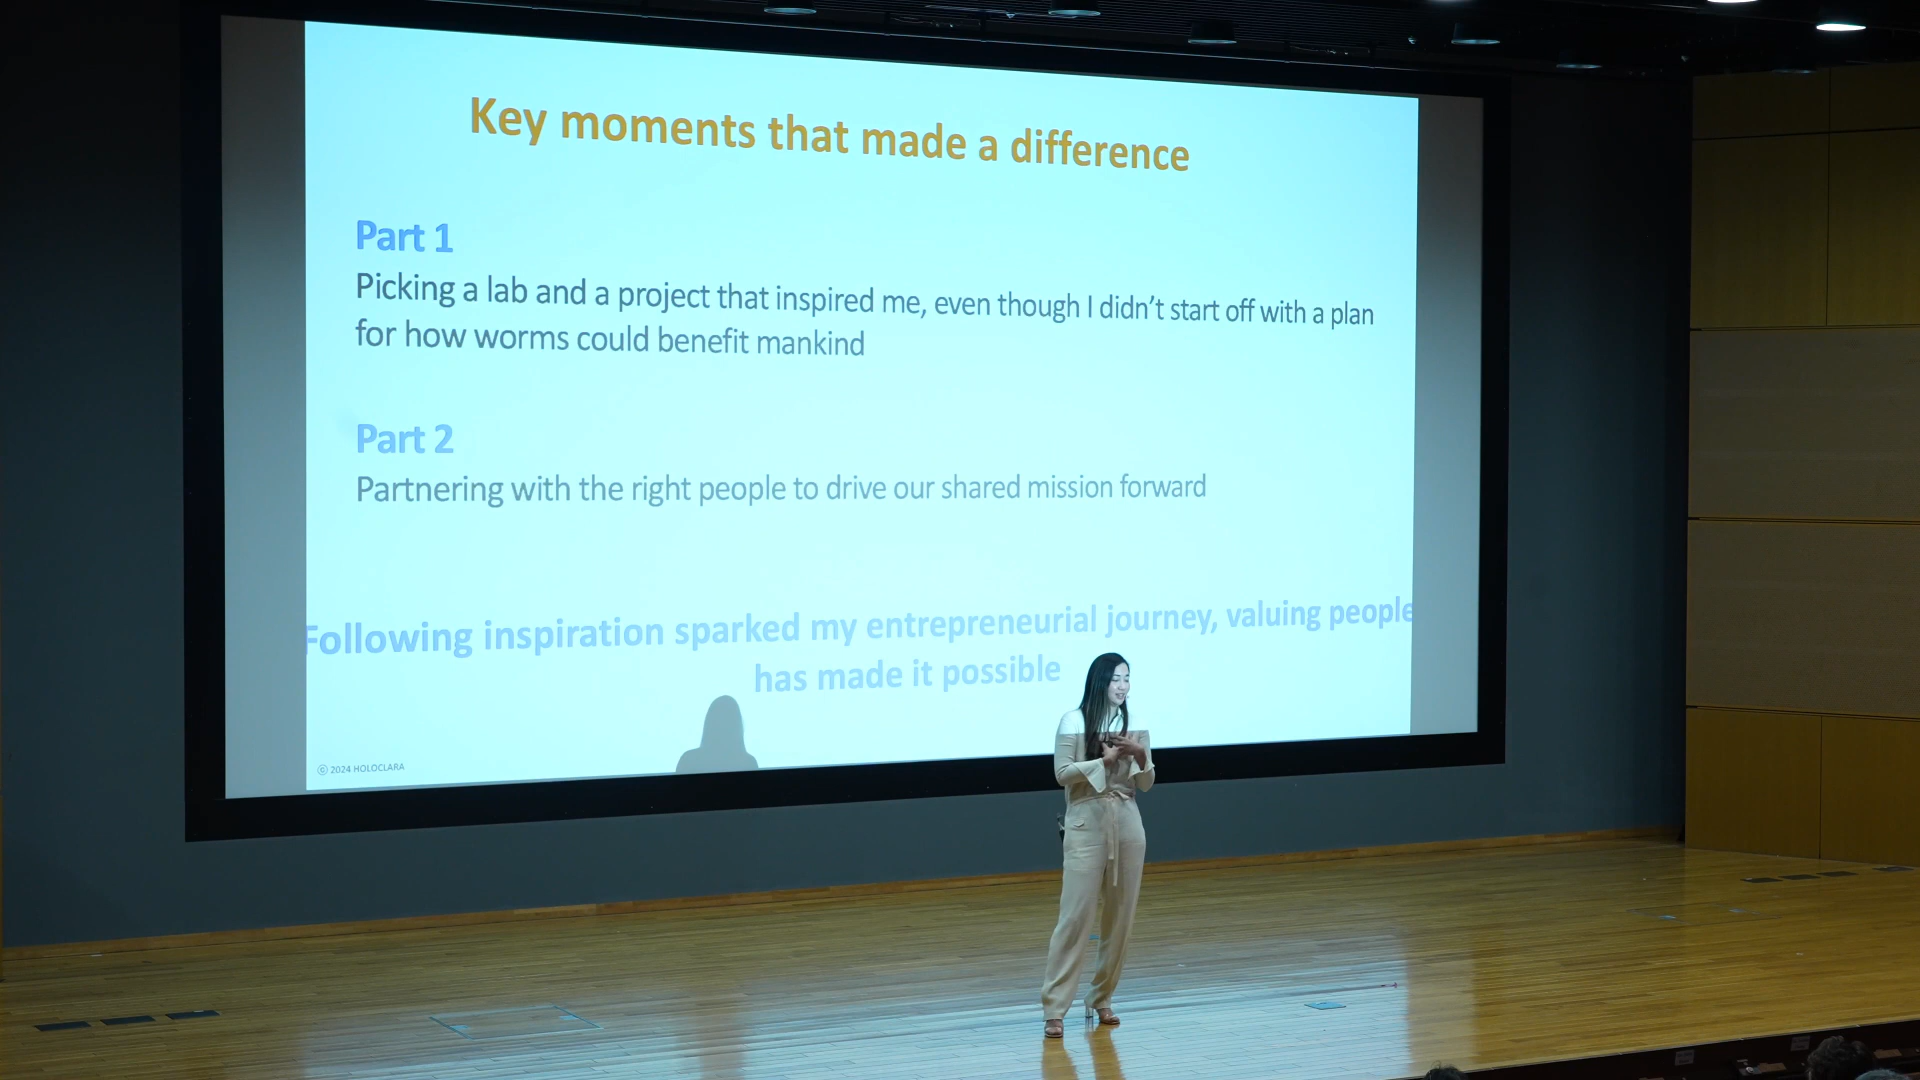 Key moments that made a difference
Part 1
Picking a lab and a project that inspired me, even though I didn't start off with a plan
for how worms could benefit mankind
Part 2
Partnering with the right people to drive our shared mission forward
Following inspiration sparked my entrepreneurial journey, valuing people
has made it possible
© 2024 HOLOCLARA